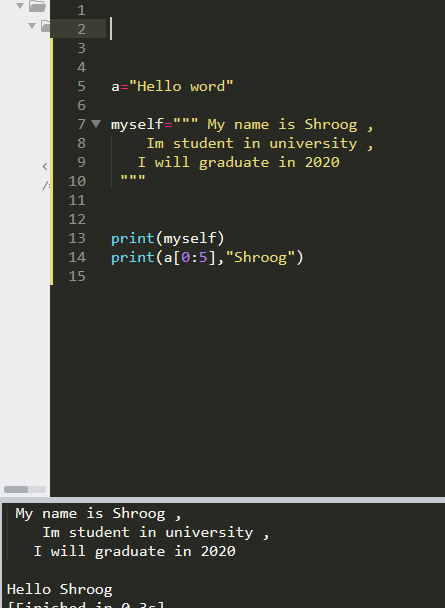 1
2
3
4
5 a="Hello word"
6
7 myself=""" My name is Shroog ,
8 Im student in university ,
9 I will graduate in 2020
10 """
11
12
13 print(myself)
14 print(a[0:5],"Shroog")
15
My name is Shroog ,
Im student in university ,
I will graduate in 2020
Hello Shroog
[Finished in 0.3s]